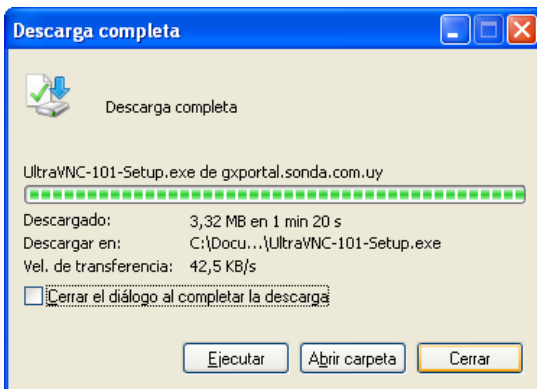 Descarga completa
Descarga completa
UltraVNC-101-Setup.exe de gxportal.sonda.com.uy
Descargado: 3,32 MB en 1 min 20 s
Descargar en: C:\Docu...\UltraVNC-101-Setup.exe
Vel. de transferencia: 42,5 KB/s
Cerrar el diálogo al completar la descarga
Ejecutar Abrir carpeta Cerrar